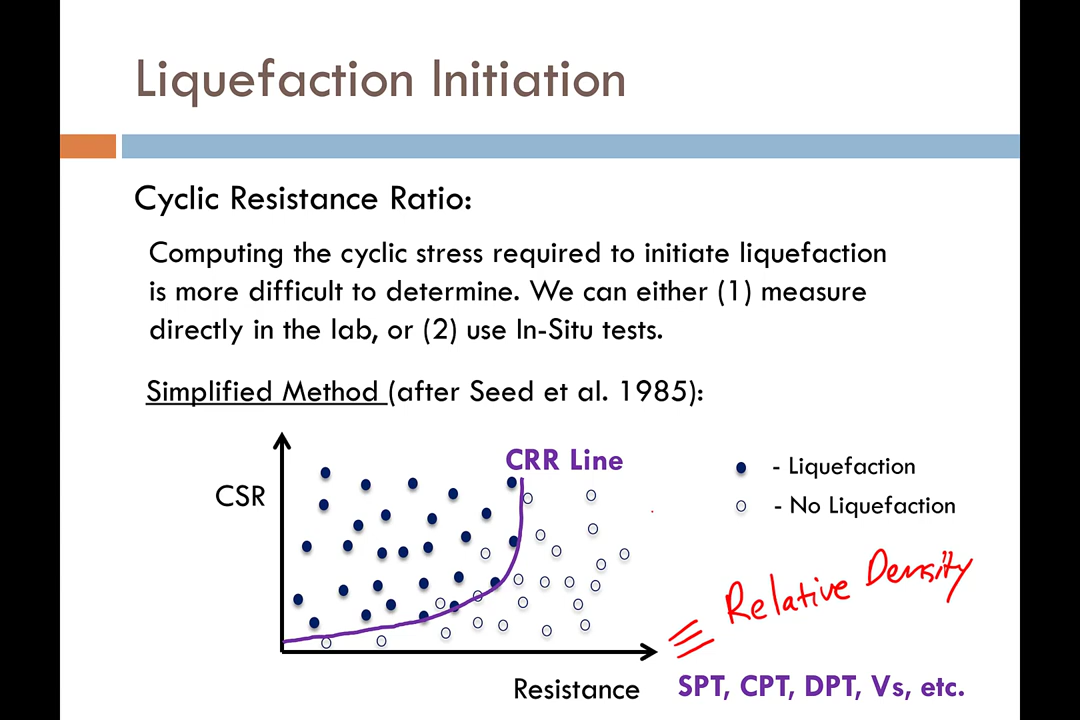 Liquefaction Initiation
Cyclic Resistance Ratio:
Computing the cyclic stress required to initiate liquefaction
is more difficult to determine. We can either (1) measure
directly in the lab, or (2) use In-Situ tests.
Simplified Method (after Seed et al. 1985):
CRR Line
CSR
- Liquefaction
- No Liquefaction
≡ Relative Density
Resistance
SPT, CPT, DPT, Vs, etc.